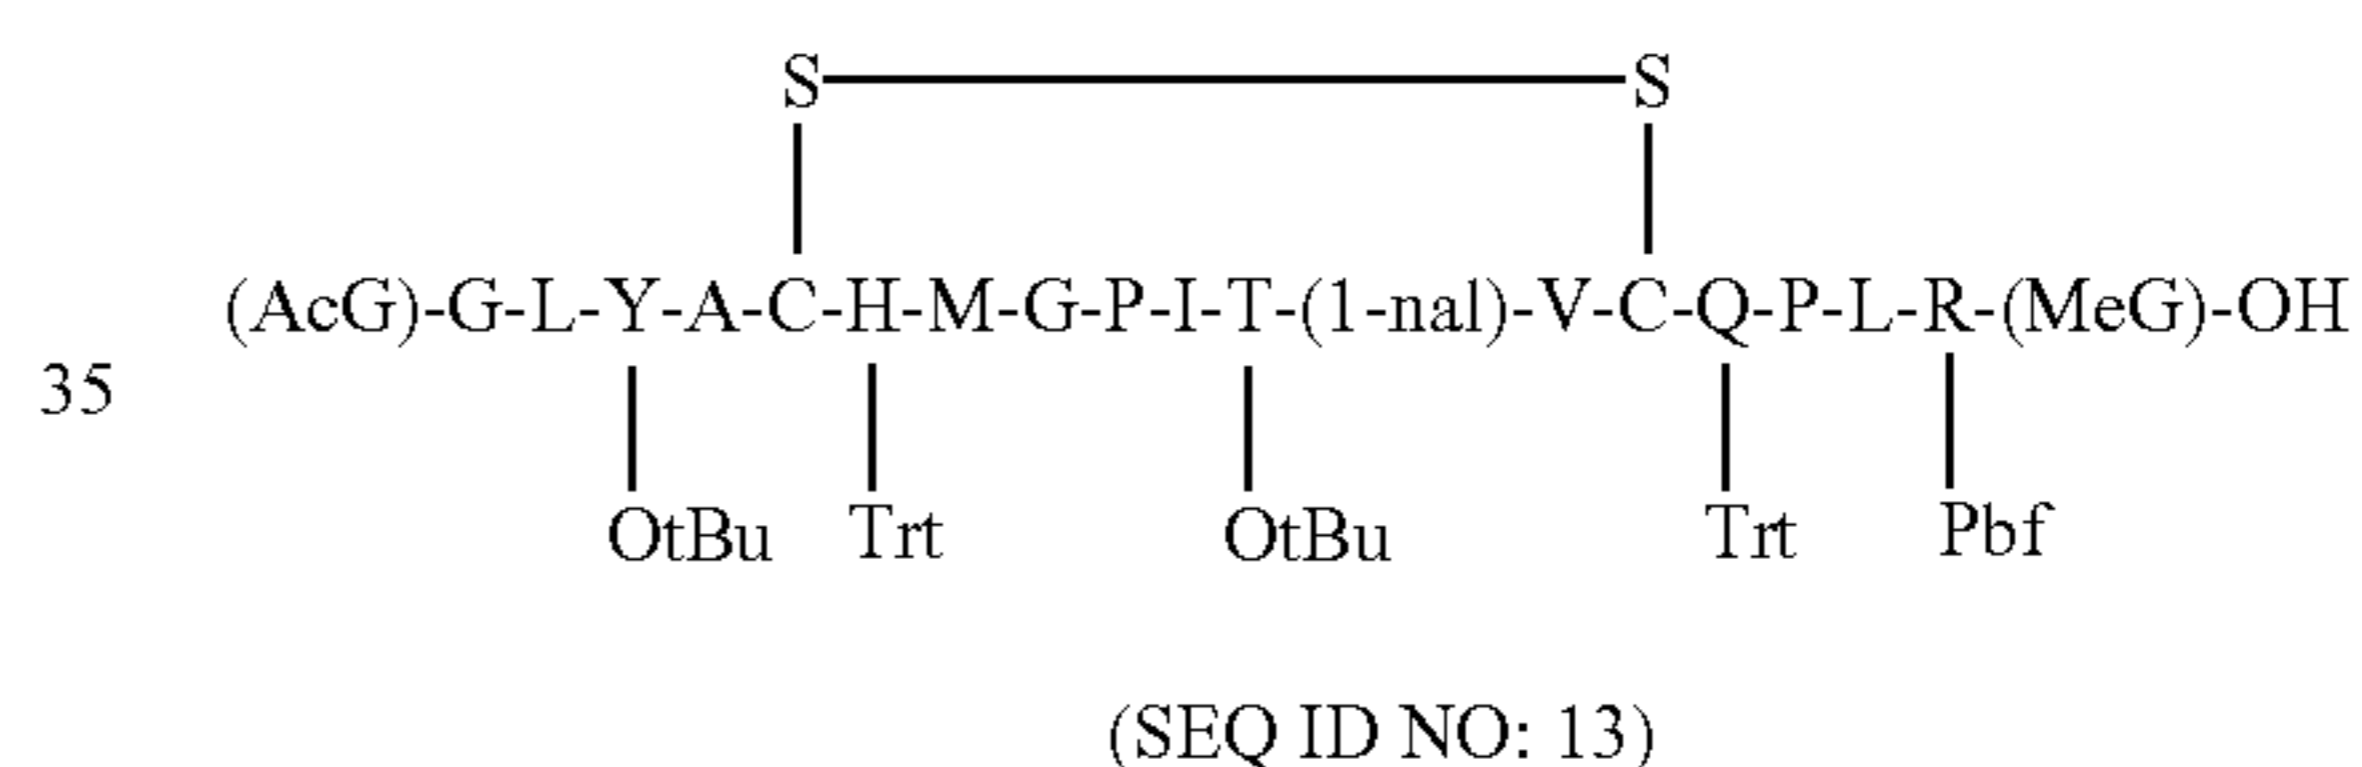 S S
(AcG)-G-L-Y-A-C-H-M-G-P-I-T-(1-nal)-V-C-Q-P-L-R-(MeG)-OH
35
OtBu Trt OtBu Trt Pbf
(SEQ ID NO: 13)